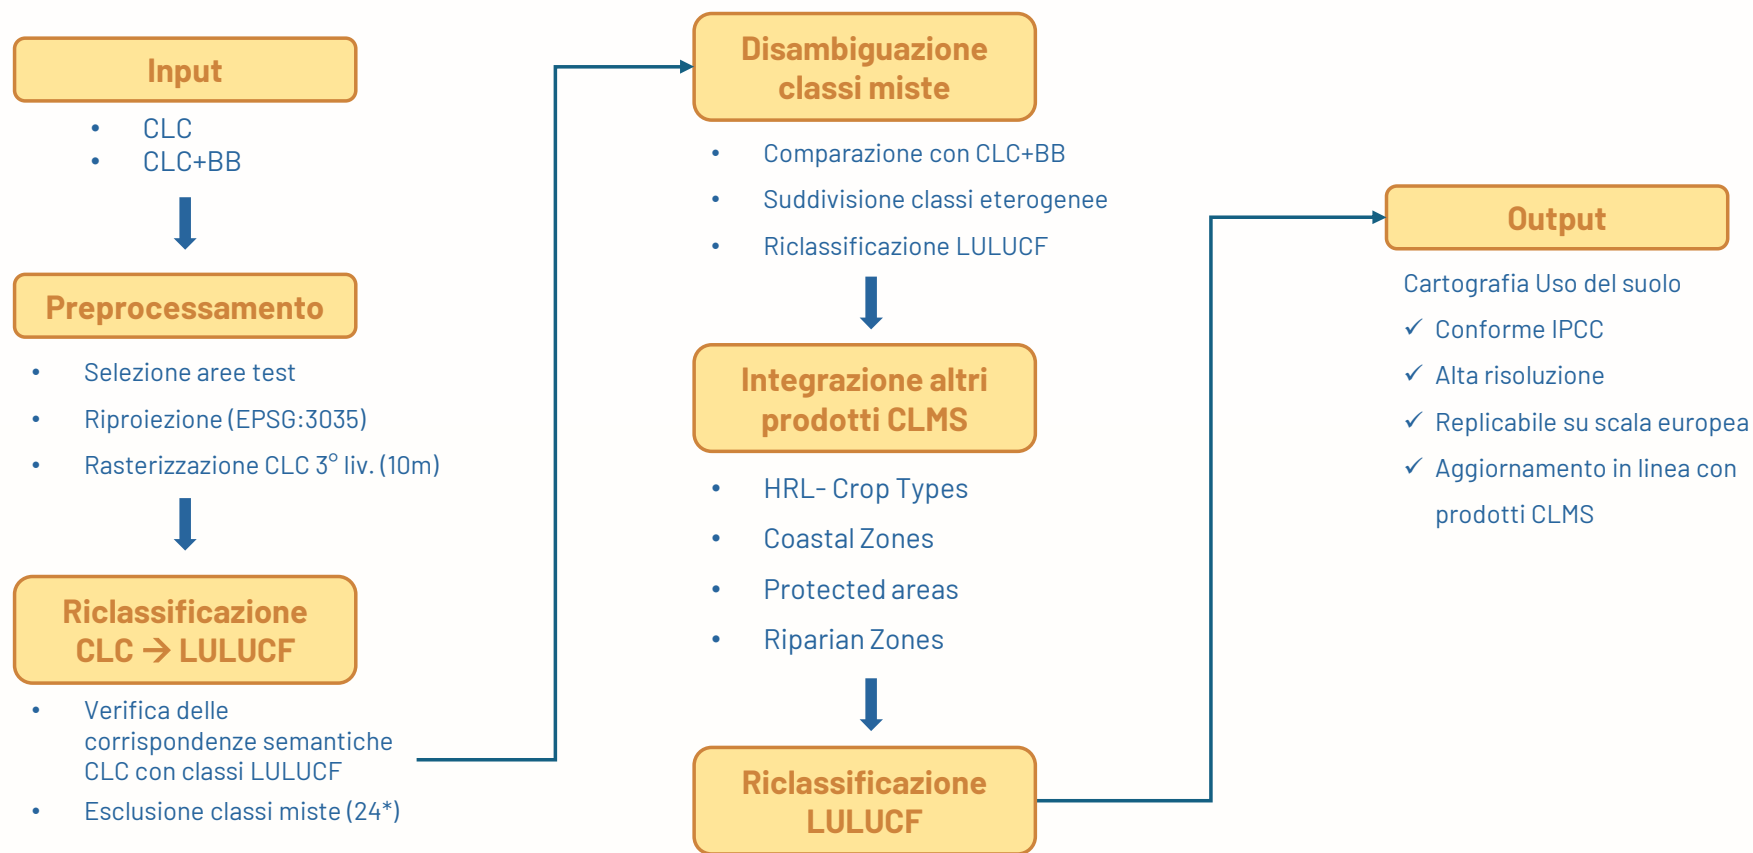 Input
• CLC
• CLC+BB
Preprocessamento
• Selezione aree test
• Riproiezione (EPSG:3035)
• Rasterizzazione CLC 3° liv. (10m)
Riclassificazione
CLC → LULUCF
• Verifica delle
corrispondenze semantiche
CLC con classi LULUCF
• Esclusione classi miste (24*)
Disambiguazione
classi miste
• Comparazione con CLC+BB
• Suddivisione classi eterogenee
• Riclassificazione LULUCF
Integrazione altri
prodotti CLMS
• HRL- Crop Types
• Coastal Zones
• Protected areas
• Riparian Zones
Riclassificazione
LULUCF
Output
Cartografia Uso del suolo
✓ Conforme IPCC
✓ Alta risoluzione
✓ Replicabile su scala europea
✓ Aggiornamento in linea con
prodotti CLMS